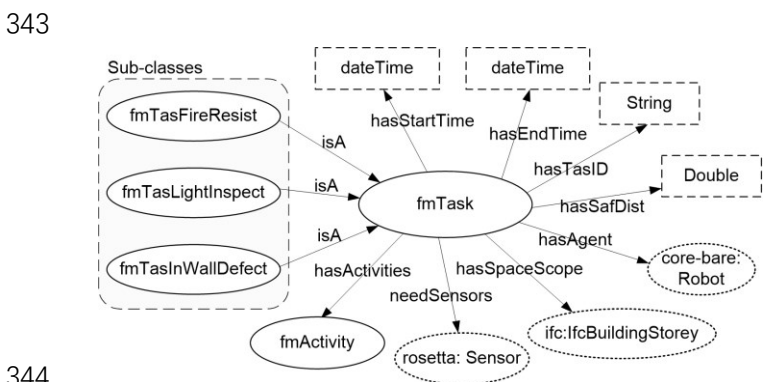 343
Sub-classes
dateTime
dateTime
fmTasFireResist
String
hasStartTime
hasEndTime
isA
hasTasID
fmTasLightInspect
isA
Double
fmTask
hasSafDist
isA
hasAgent
fmTasInWallDefect
core-bare:
Robot
hasActivities
hasSpaceScope
needSensors
fmActivity
rosetta: Sensor
ifc:IfcBuildingStorey
344